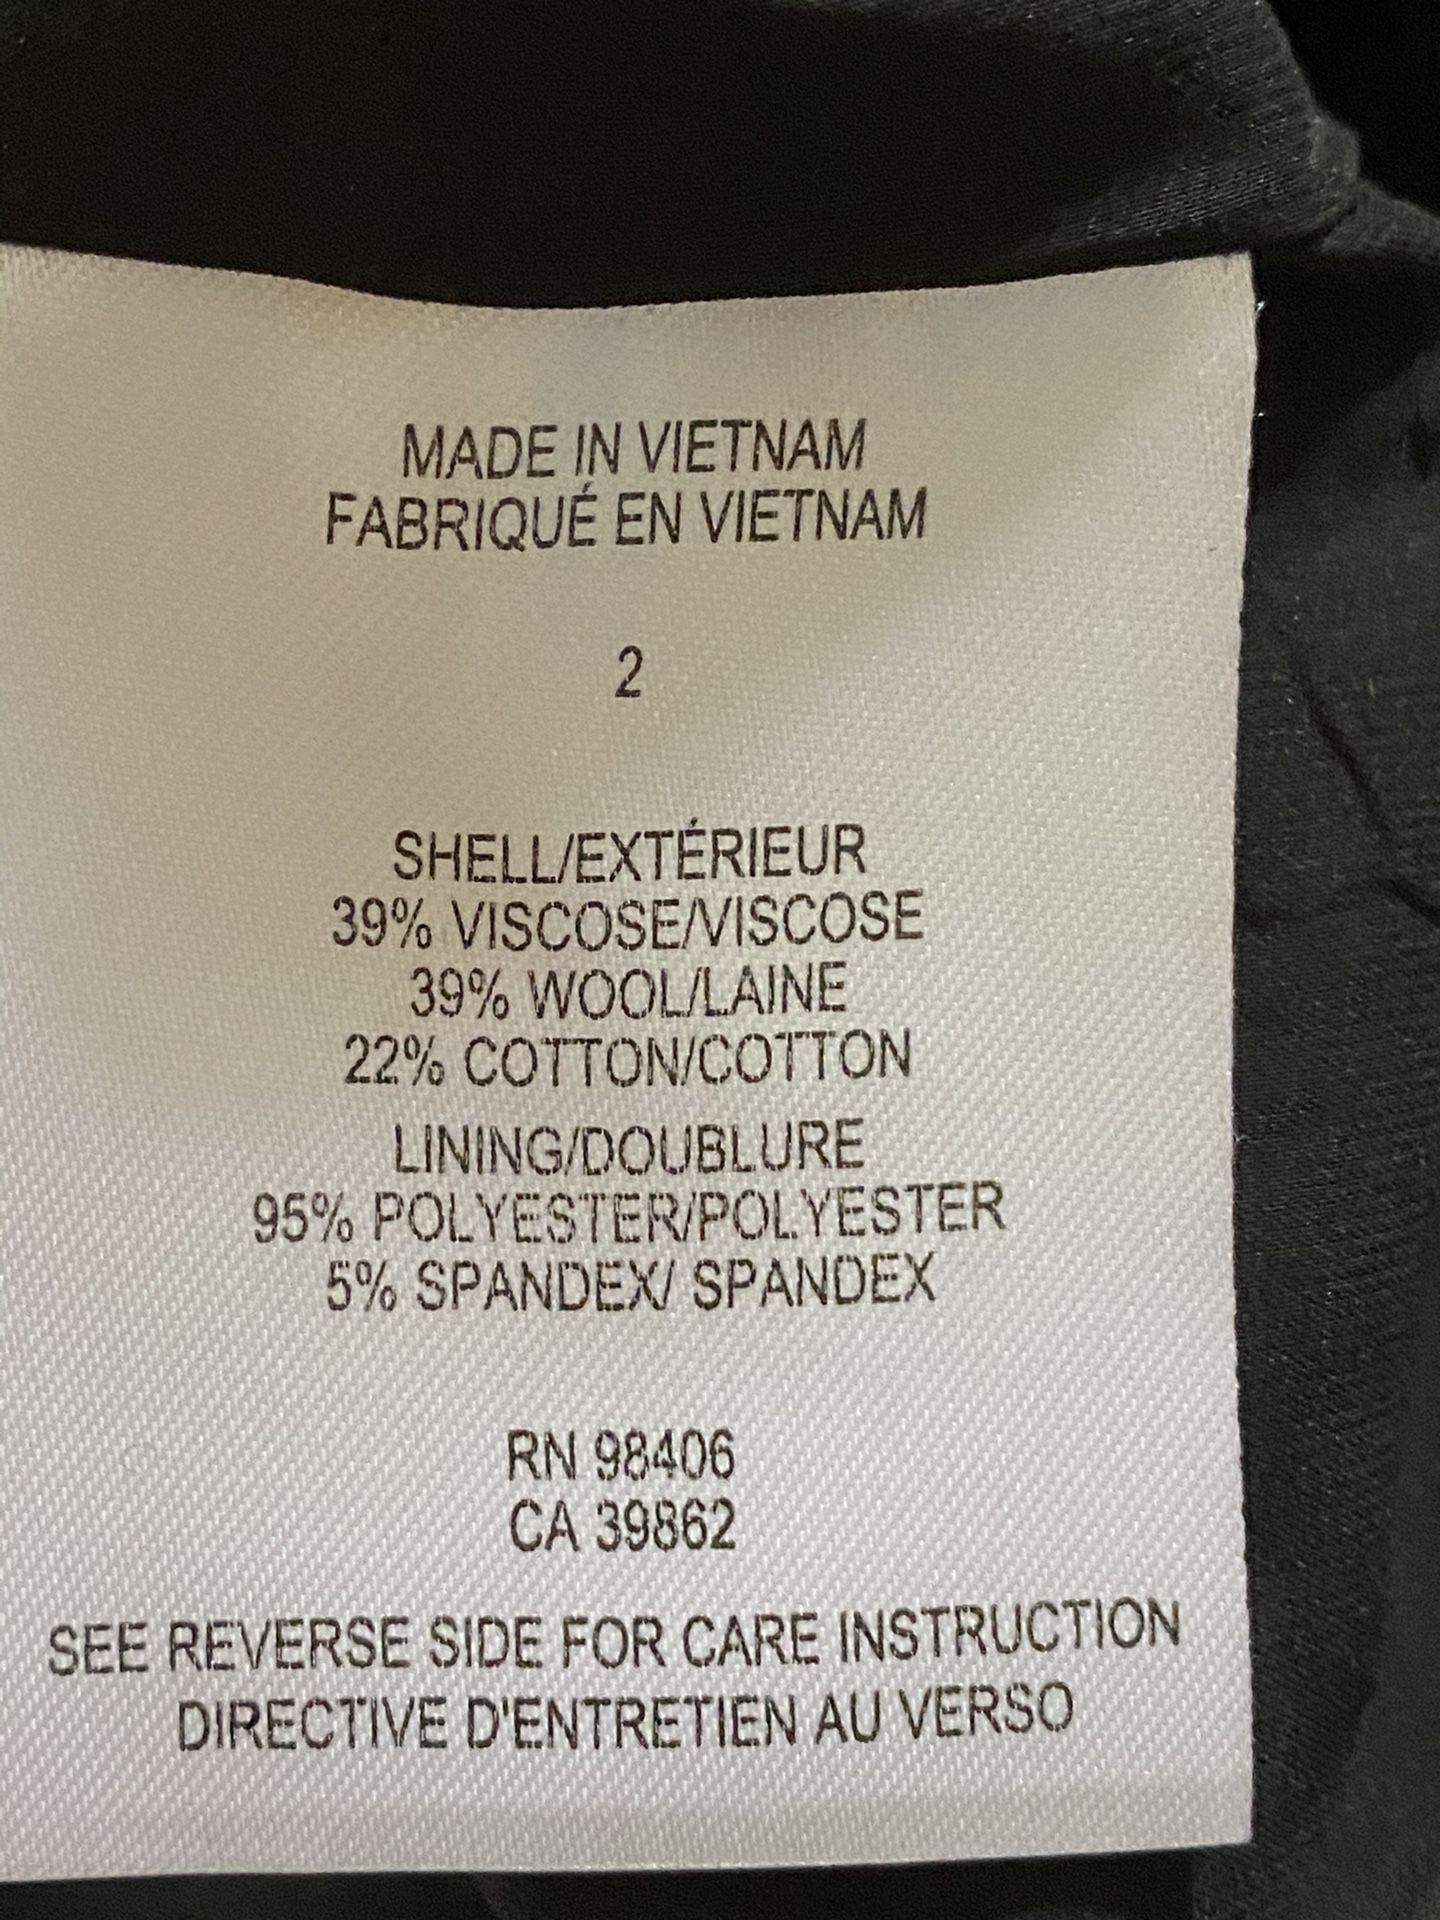 MADE IN VIETNAM
FABRIQUÉ EN VIETNAM
2
SHELL/EXTÉRIEUR
39% VISCOSE/VISCOSE
39% WOOL/LAINE
22% COTTON/COTTON
LINING/DOUBLURE
95% POLYESTER/POLYESTER
5% SPANDEX/ SPANDEX
RN 98406
CA 39862
SEE REVERSE SIDE FOR CARE INSTRUCTION
DIRECTIVE D'ENTRETIEN AU VERSO